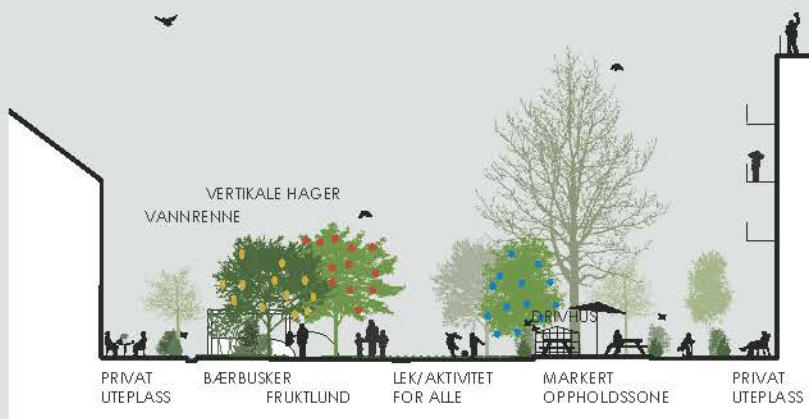 VERTIKALE HAGER
VANNRENNE
DRIVHUS
PRIVAT
UTEPLASS
BÆRBUSKER
FRUKTLUND
LEK/AKTIVITET
FOR ALLE
MARKERT
OPPHOLDSSONE
PRIVAT
UTEPLASS